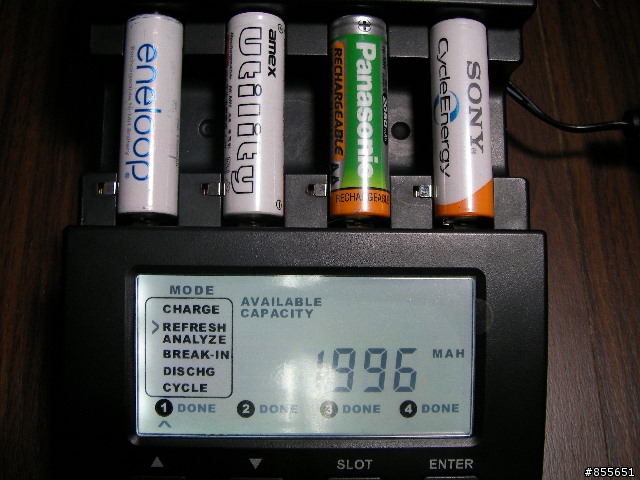 eneloop
amex
Utility
Panasonic
RECHARGEABLE
RECHARGEABLE
SONY
CycleEnergy
MODE
CHARGE
REFRESH
ANALYZE
BREAK-IN
DISCHG
CYCLE
AVAILABLE
CAPACITY
1996 MAH
1 DONE 2 DONE 3 DONE 4 DONE
SLOT ENTER
#855651